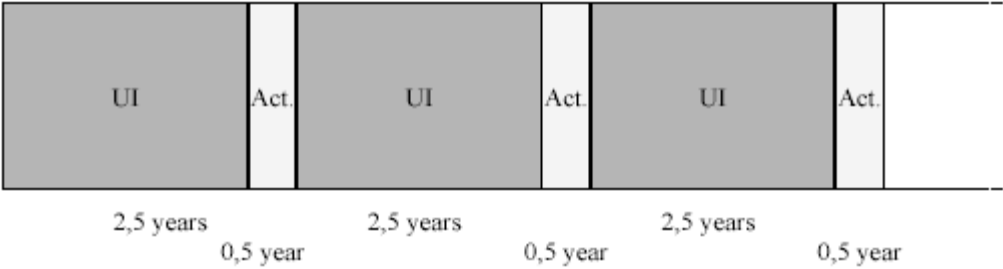 UI Act. UI Act. UI Act.
2,5 years 2,5 years 2,5 years
0,5 year 0,5 year 0,5 year